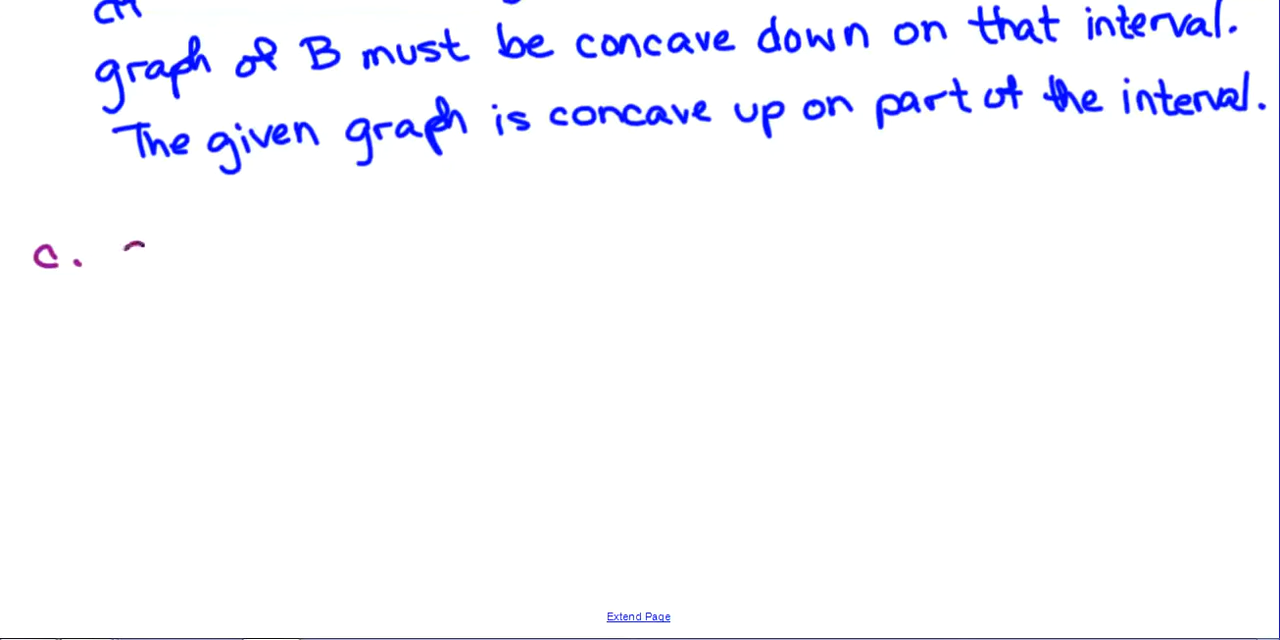 graph of B must be concave down on that interval.
The given graph is concave up on part of the interval.
c.
Extend Page